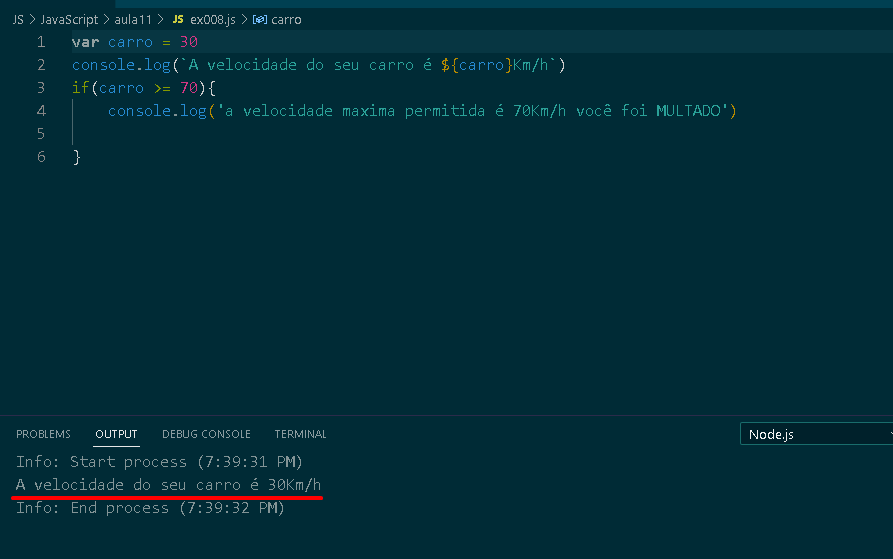 JS > JavaScript > aula11 > JS ex008.js > carro
1 var carro = 30
2 console.log(`A velocidade do seu carro é ${carro}Km/h`)
3 if(carro >= 70){
4 console.log('a velocidade maxima permitida é 70Km/h você foi MULTADO')
5
6 }
PROBLEMS OUTPUT DEBUG CONSOLE TERMINAL Node.js
Info: Start process (7:39:31 PM)
A velocidade do seu carro é 30Km/h
Info: End process (7:39:32 PM)